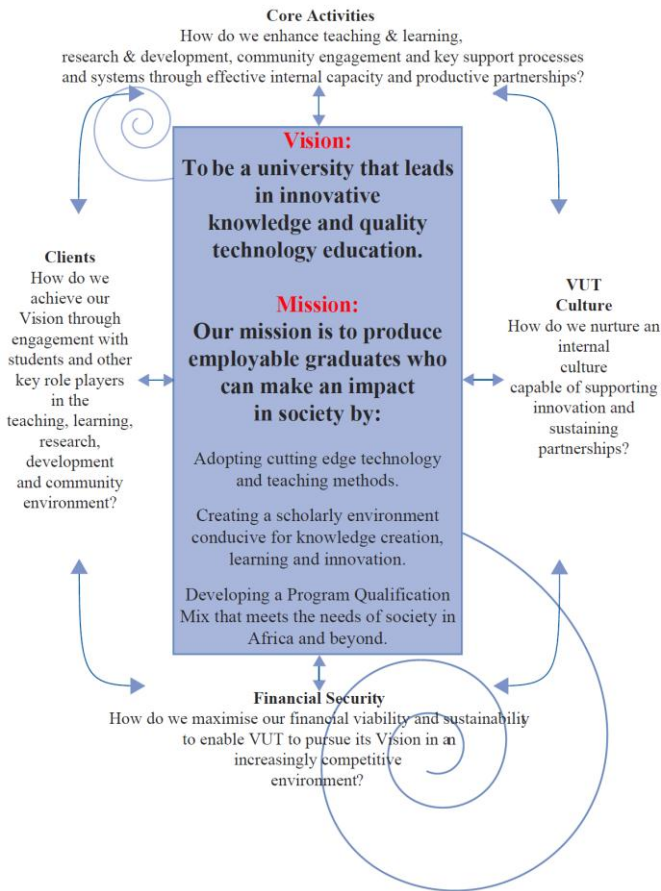 Core Activities
How do we enhance teaching & learning,
research & development, community engagement and key support processes
and systems through effective internal capacity and productive partnerships?
Vision:
To be a university that leads
in innovative
knowledge and quality
technology education.
Mission:
Our mission is to produce
employable graduates who
can make an impact
in society by:
Adopting cutting edge technology
and teaching methods.
Creating a scholarly environment
conducive for knowledge creation,
learning and innovation.
Developing a Program Qualification
Mix that meets the needs of society in
Africa and beyond.
Clients
How do we
achieve our
Vision through
engagement with
students and other
key role players
in the
teaching, learning,
research,
development
and community
environment?
VUT
Culture
How do we nurture an
internal
culture
capable of supporting
innovation and
sustaining
partnerships?
Financial Security
How do we maximise our financial viability and sustainability
to enable VUT to pursue its Vision in an
increasingly competitive
environment?